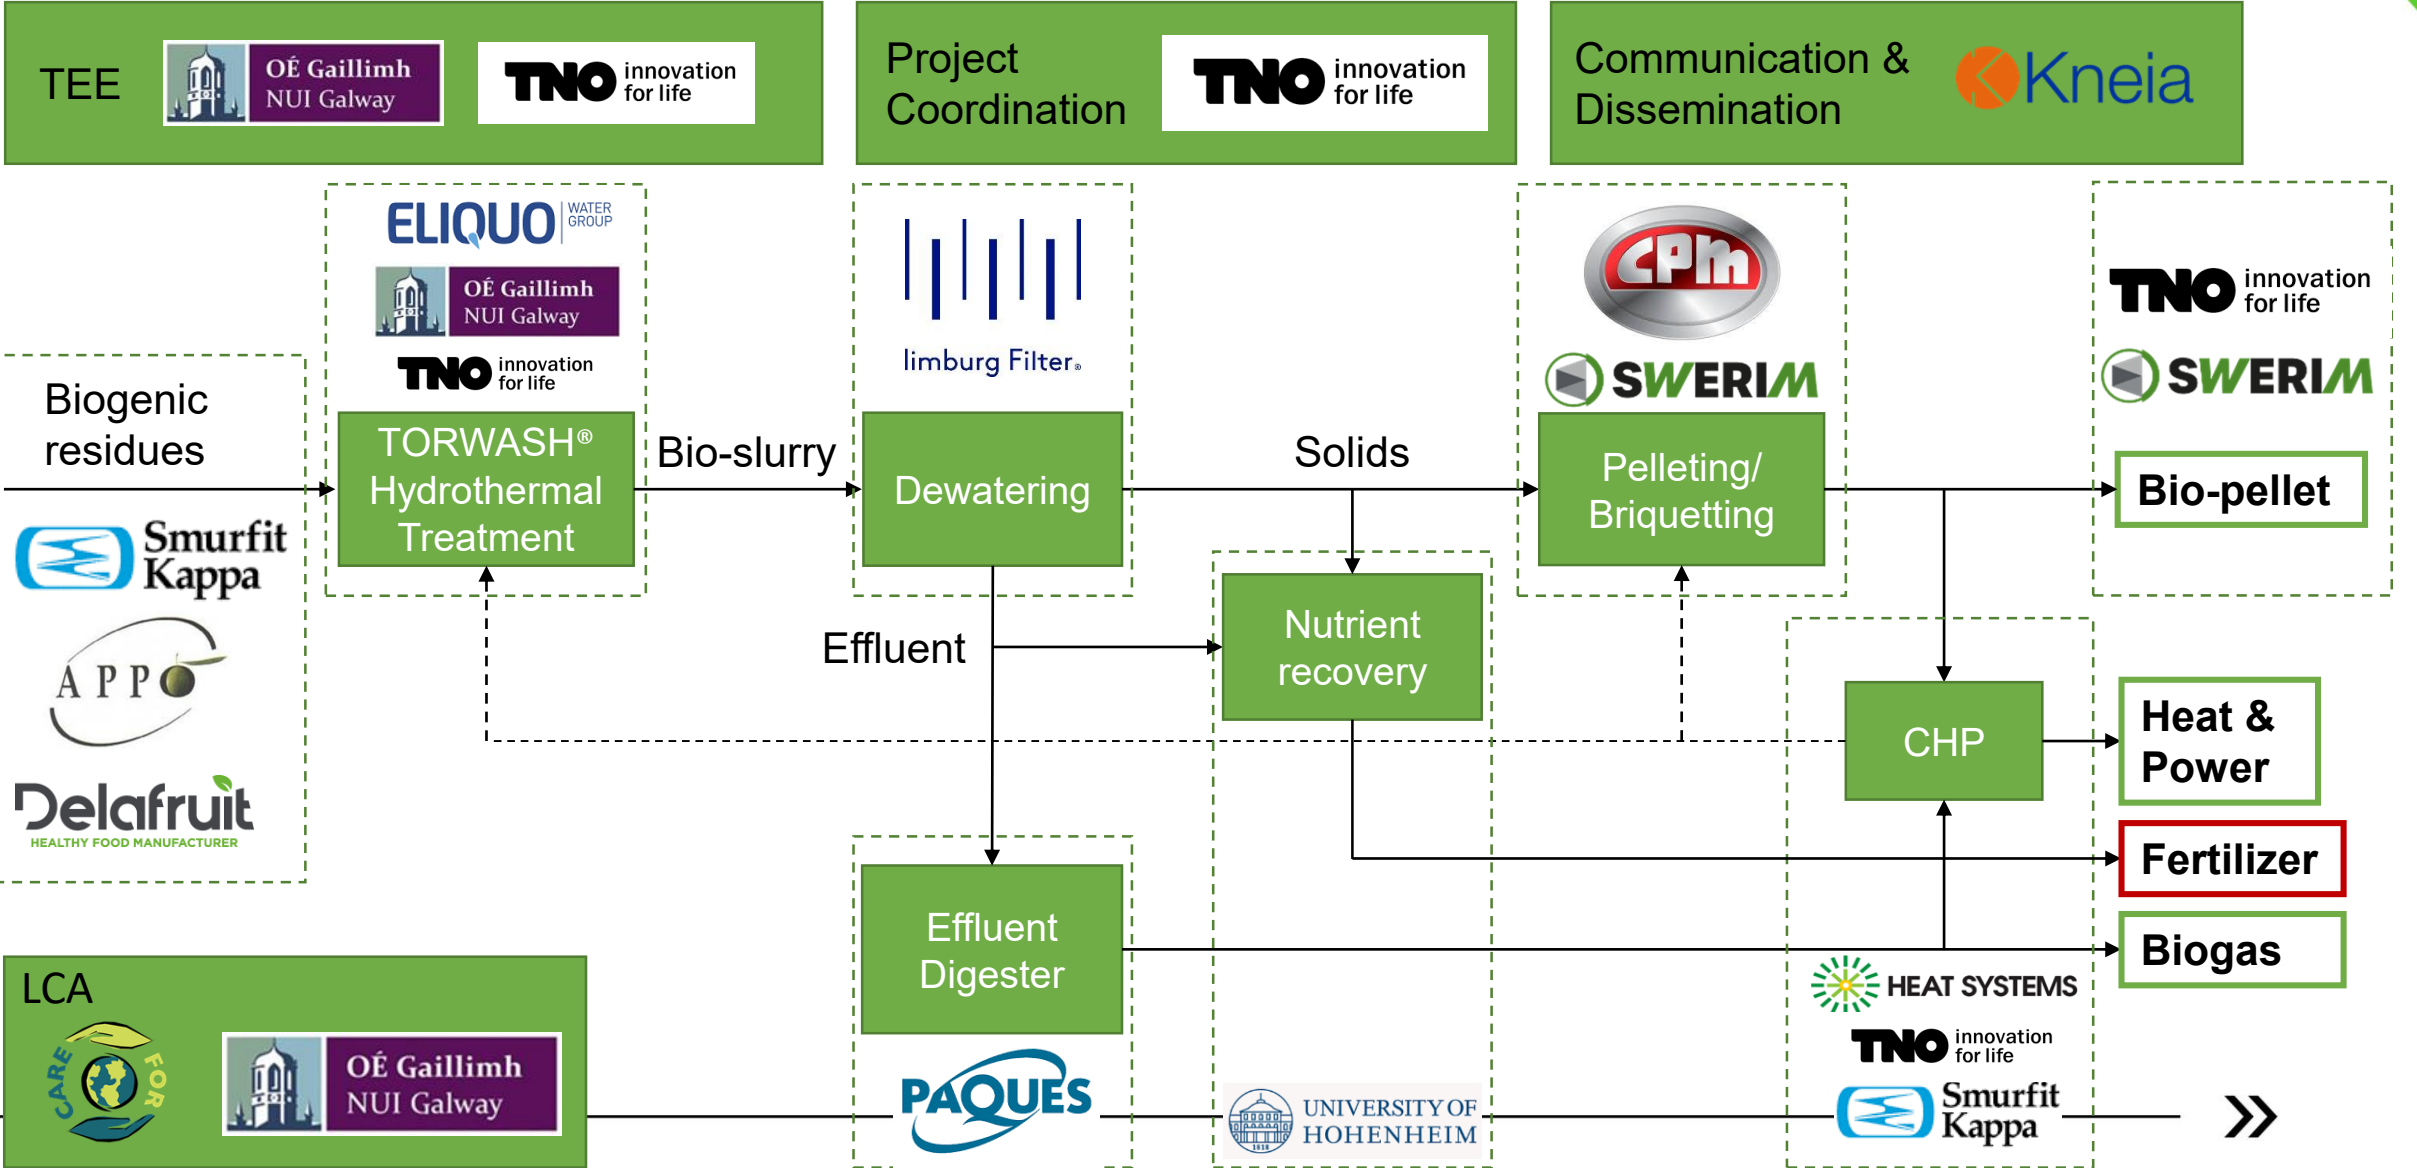 TEE
OÉ Gaillimh
NUI Galway
TNO innovation
for life
Project
Coordination
TNO innovation
for life
Communication &
Dissemination
Kneia
ELIQUO WATER
GROUP
OÉ Gaillimh
NUI Galway
TNO innovation
for life
limburg Filter®
CPM
SWERIM
TNO innovation
for life
SWERIM
Biogenic
residues
TORWASH®
Hydrothermal
Treatment
Bio-slurry
Dewatering
Solids
Pelleting/
Briquetting
Bio-pellet
Smurfit
Kappa
APPO
Delafruit
HEALTHY FOOD MANUFACTURER
Effluent
Nutrient
recovery
CHP
Heat &
Power
Fertilizer
Effluent
Digester
Biogas
LCA
CARE
FOR
OÉ Gaillimh
NUI Galway
PAQUES
UNIVERSITY OF
HOHENHEIM
1818
HEAT SYSTEMS
TNO innovation
for life
Smurfit
Kappa